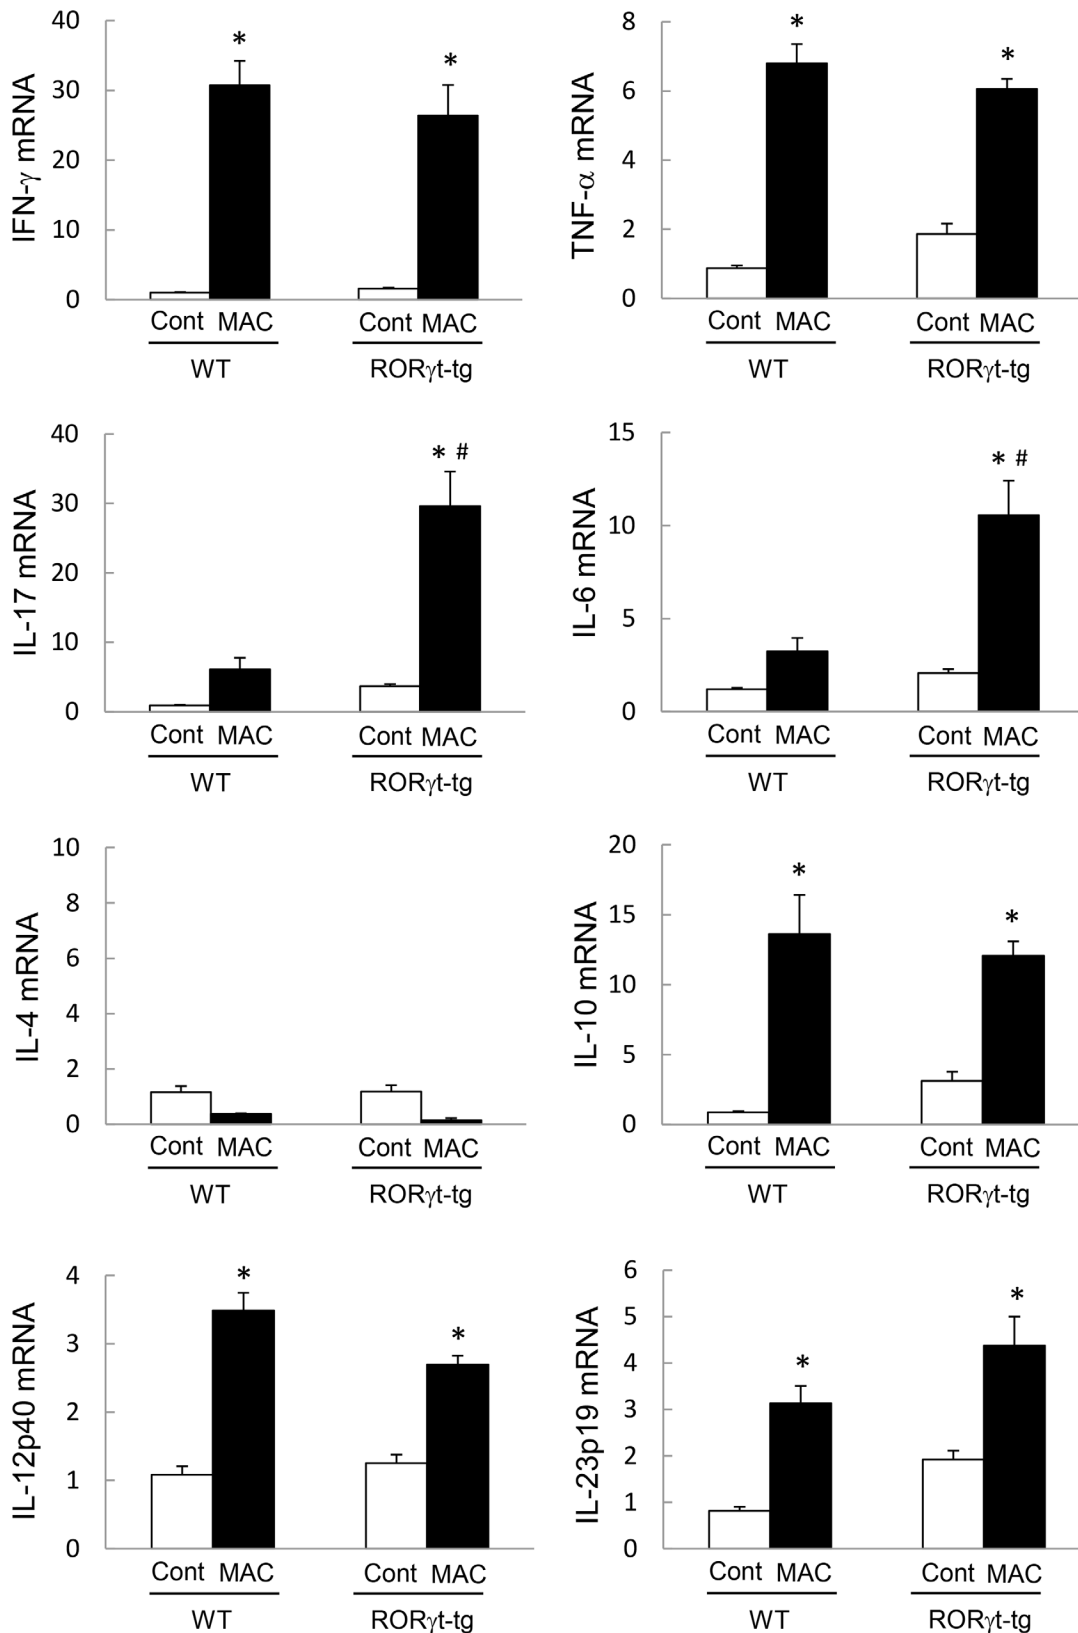 IFN-γ mRNA
40
30
20
10
0
*
*
Cont MAC
Cont MAC
WT
RORγt-tg
TNF-α mRNA
8
6
4
2
0
*
*
Cont MAC
Cont MAC
WT
RORγt-tg
IL-17 mRNA
40
30
20
10
0
* #
Cont MAC
Cont MAC
WT
RORγt-tg
IL-6 mRNA
15
10
5
0
* #
Cont MAC
Cont MAC
WT
RORγt-tg
IL-4 mRNA
10
8
6
4
2
0
Cont MAC
Cont MAC
WT
RORγt-tg
IL-10 mRNA
20
15
10
5
0
*
*
Cont MAC
Cont MAC
WT
RORγt-tg
IL-12p40 mRNA
4
3
2
1
0
*
*
Cont MAC
Cont MAC
WT
RORγt-tg
IL-23p19 mRNA
6
5
4
3
2
1
0
*
*
Cont MAC
Cont MAC
WT
RORγt-tg